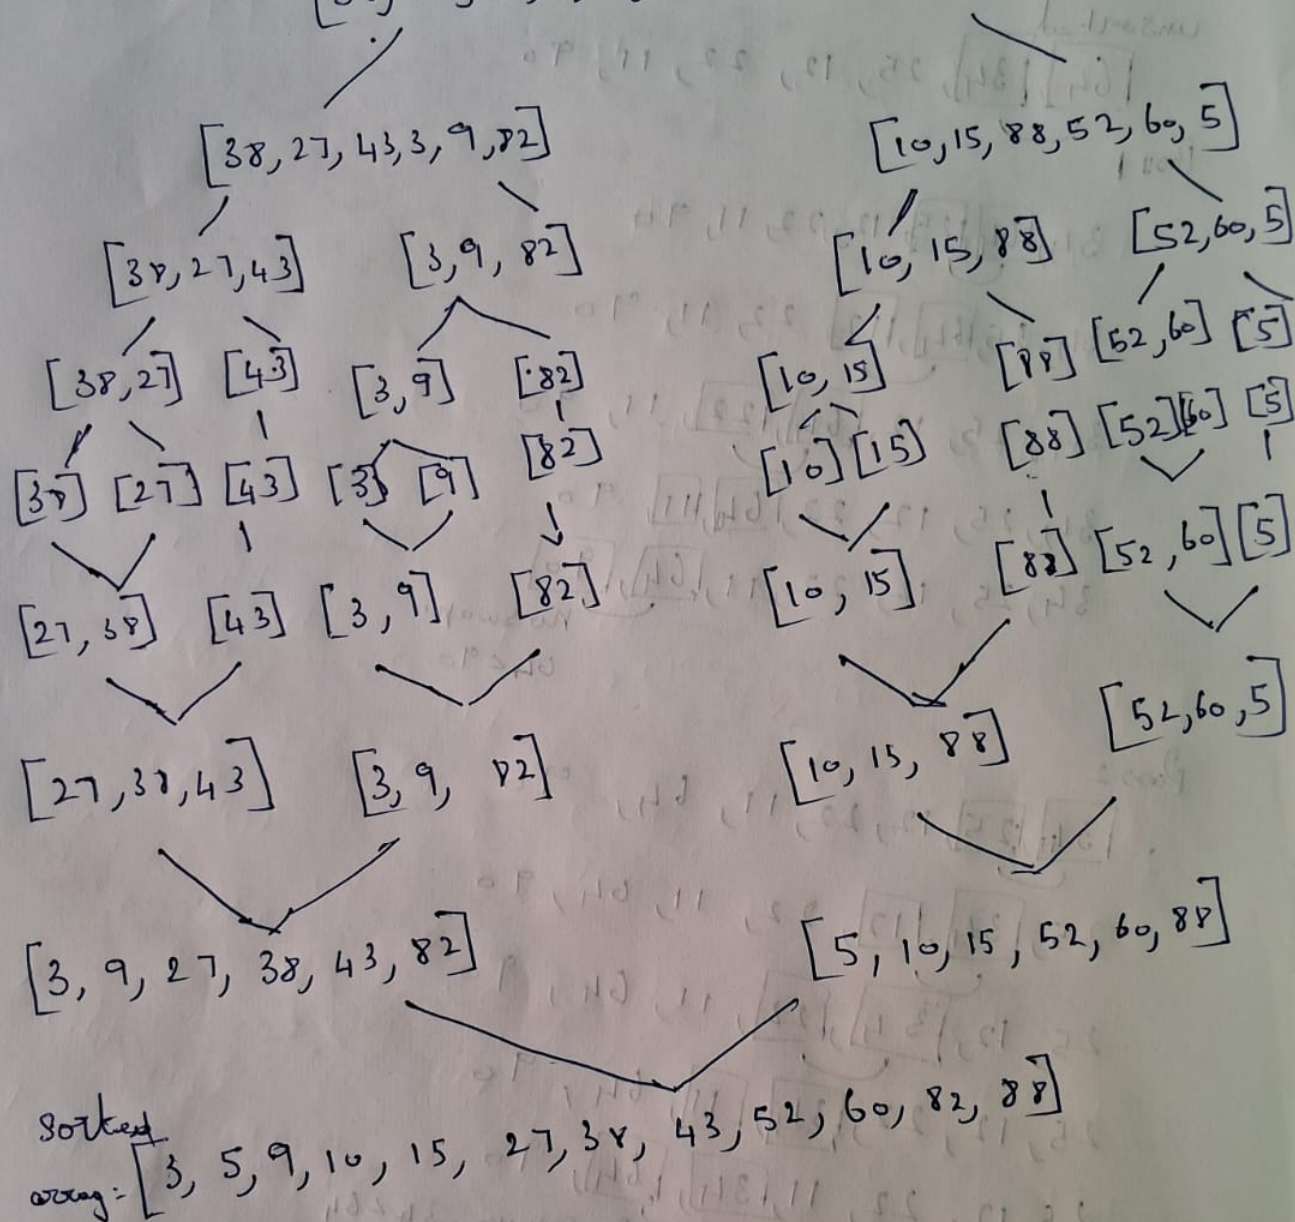 [38,27,43,3,9,82] [10,15,88,52,60,5]
[38,27,43] [3,9,82] [10,15,88] [52,60,5]
[38,27] [43] [3,9] [82] [10,15] [88] [52,60] [5]
[38] [27] [43] [3] [9] [82] [10] [15] [88] [52] [60] [5]
[27,38] [43] [3,9] [82] [10,15] [88] [52,60] [5]
[27,38,43] [3,9,82] [10,15,88] [52,60,5]
[3,9,27,38,43,82] [5,10,15,52,60,88]
Sorted
array:- [3,5,9,10,15,27,38,43,52,60,82,88]